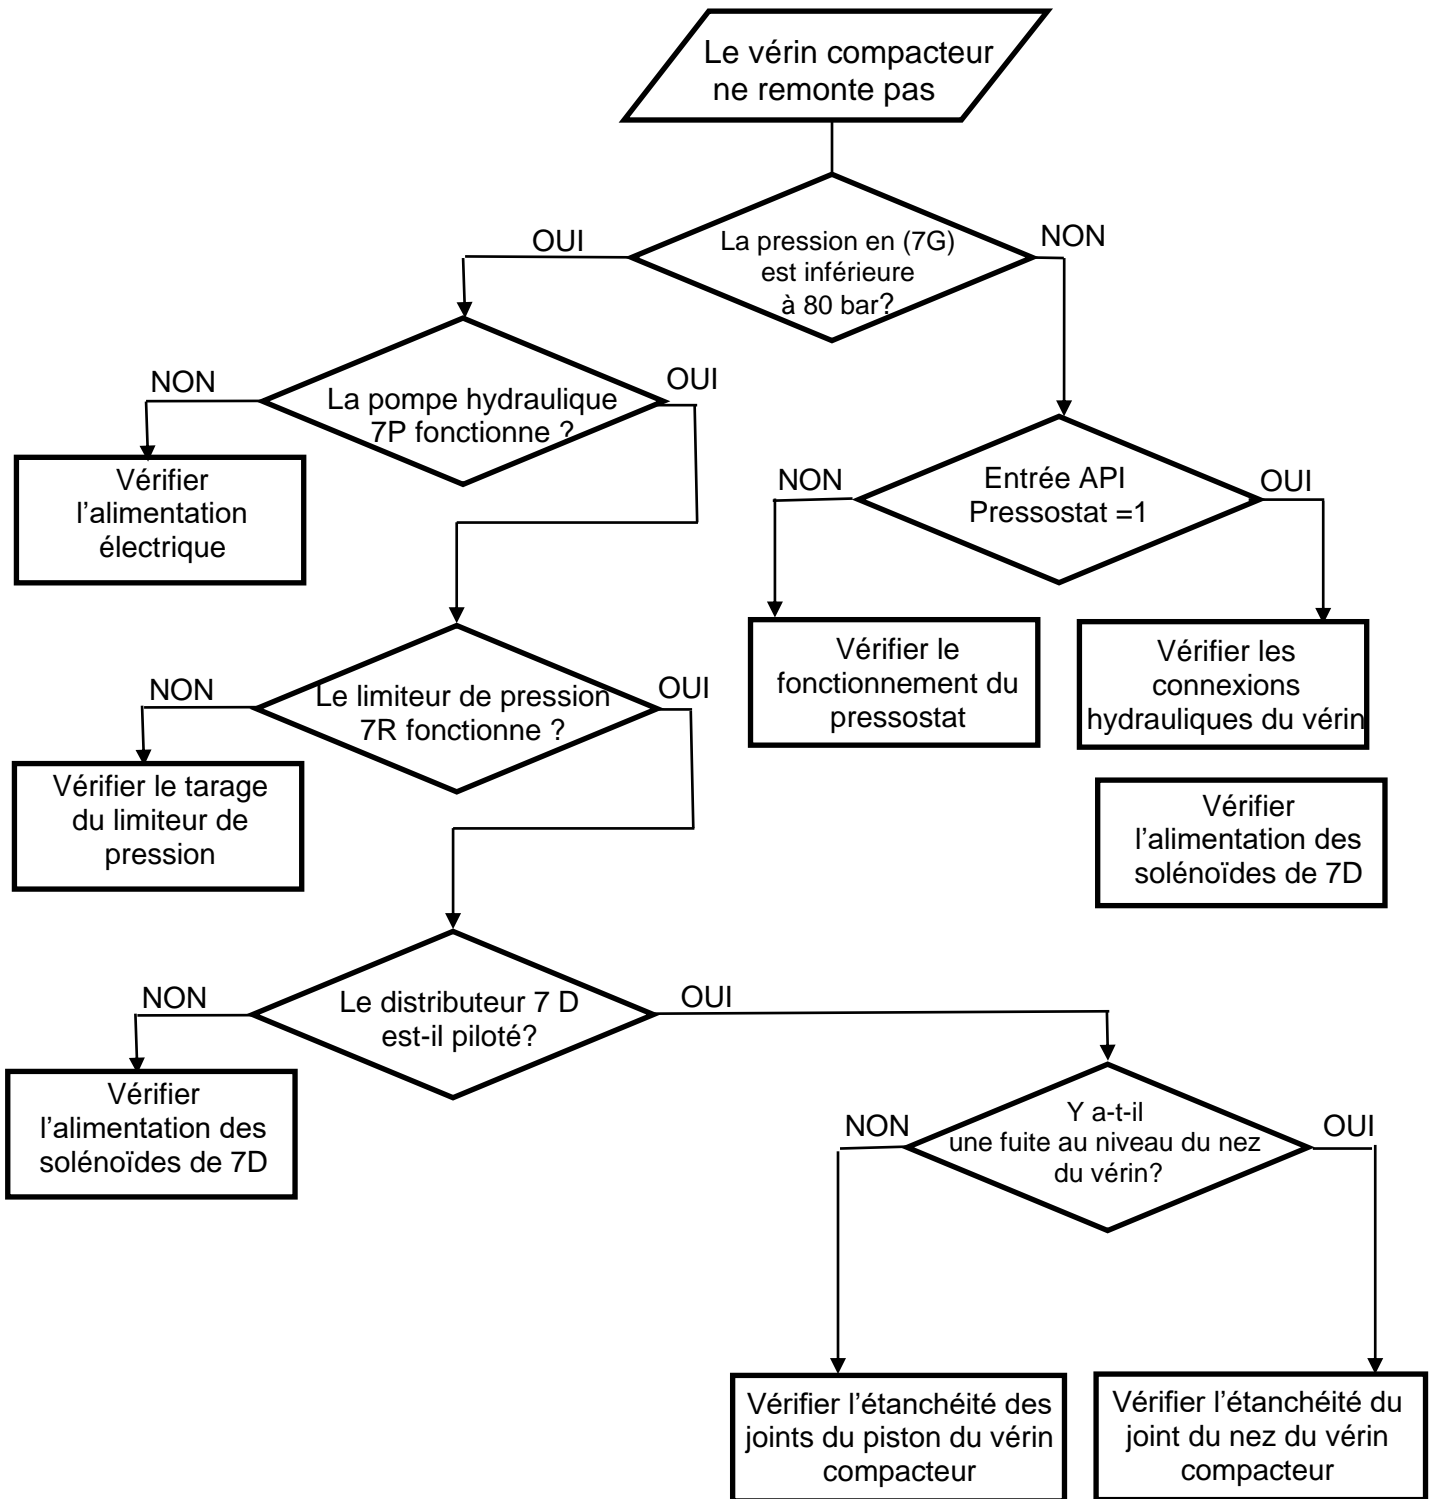 Le vérin compacteur
ne remonte pas
OUI
La pression en (7G)
est inférieure
à 80 bar?
NON
NON
La pompe hydraulique
7P fonctionne ?
OUI
Vérifier
l’alimentation
électrique
NON
Entrée API
Pressostat =1
OUI
Vérifier le
fonctionnement du
pressostat
Vérifier les
connexions
hydrauliques du vérin
NON
Le limiteur de pression
7R fonctionne ?
OUI
Vérifier le tarage
du limiteur de
pression
Vérifier
l’alimentation des
solénoïdes de 7D
NON
Le distributeur 7 D
est-il piloté?
OUI
Vérifier
l’alimentation des
solénoïdes de 7D
NON
Y a-t-il
une fuite au niveau du nez
du vérin?
OUI
Vérifier l’étanchéité des
joints du piston du vérin
compacteur
Vérifier l’étanchéité du
joint du nez du vérin
compacteur